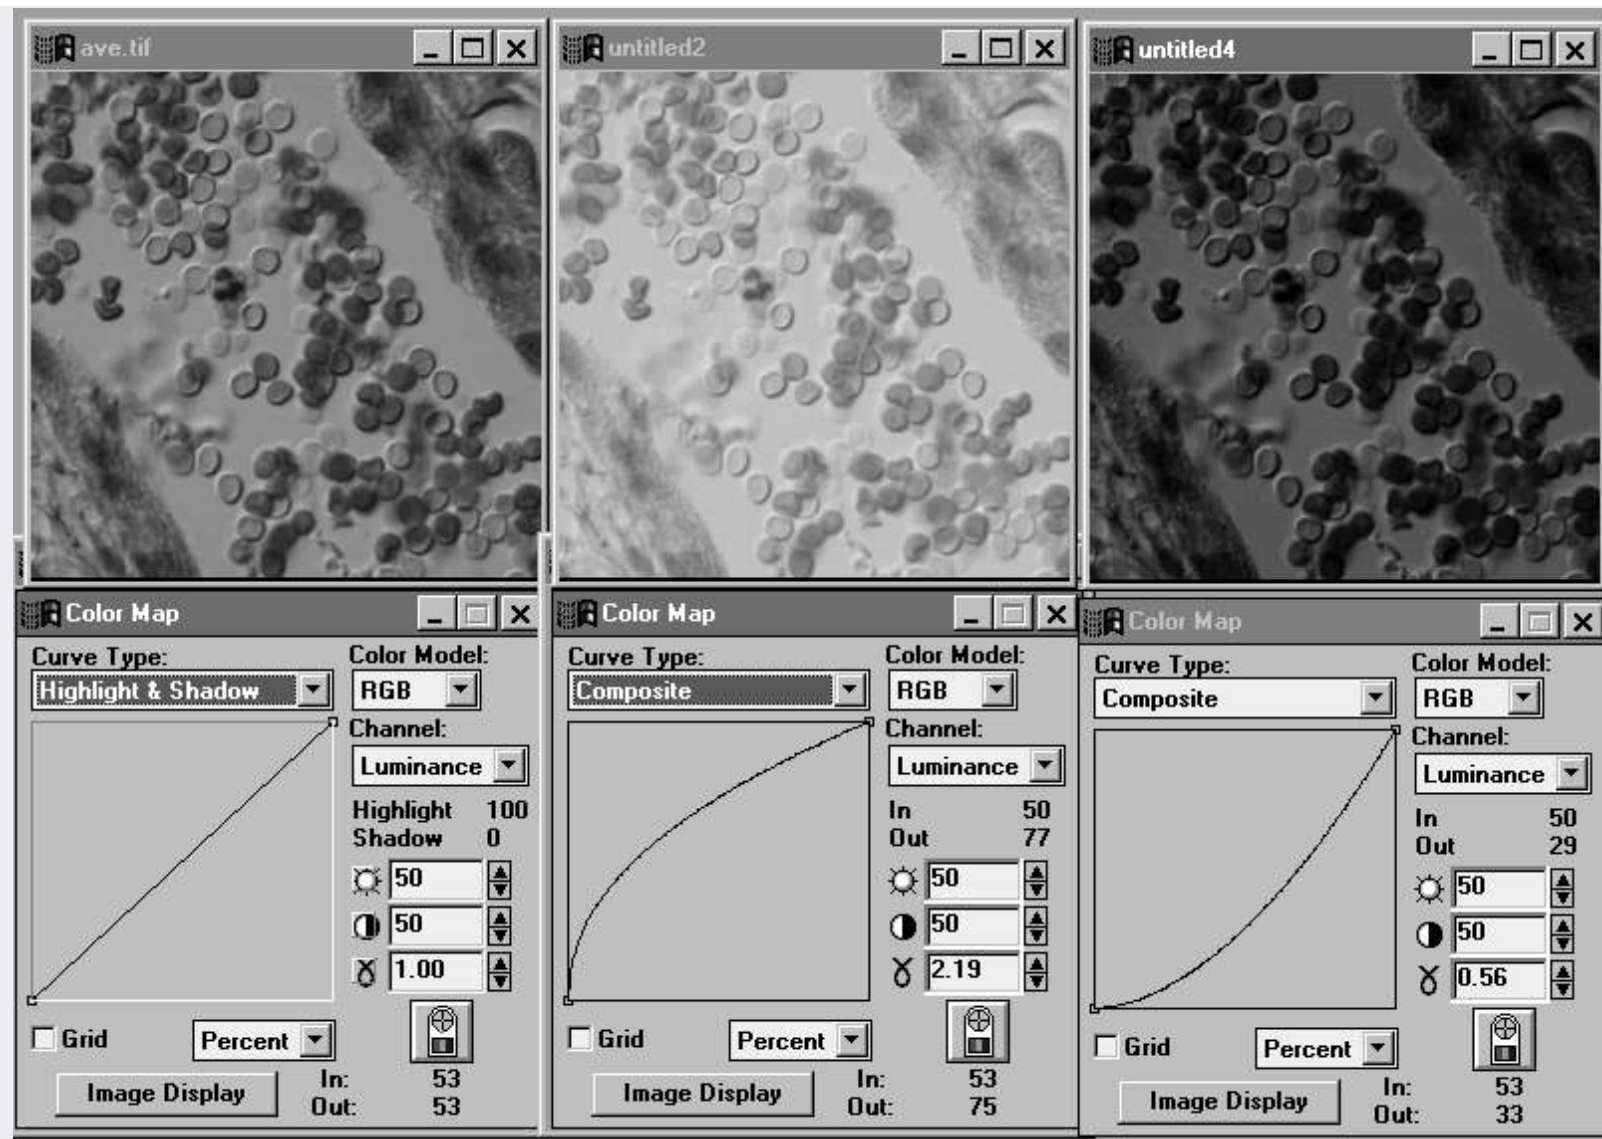 ave.tif
untitled2
untitled4
Color Map
Curve Type:
Color Model:
Highlight & Shadow
RGB
Channel:
Luminance
Highlight 100
Shadow 0
50
50
1.00
Grid
Percent
Image Display
In: 53
Out: 53
Color Map
Curve Type:
Color Model:
Composite
RGB
Channel:
Luminance
In 50
Out 77
50
50
2.19
Grid
Percent
Image Display
In: 53
Out: 75
Color Map
Curve Type:
Color Model:
Composite
RGB
Channel:
Luminance
In 50
Out 29
50
50
0.56
Grid
Percent
Image Display
In: 53
Out: 33